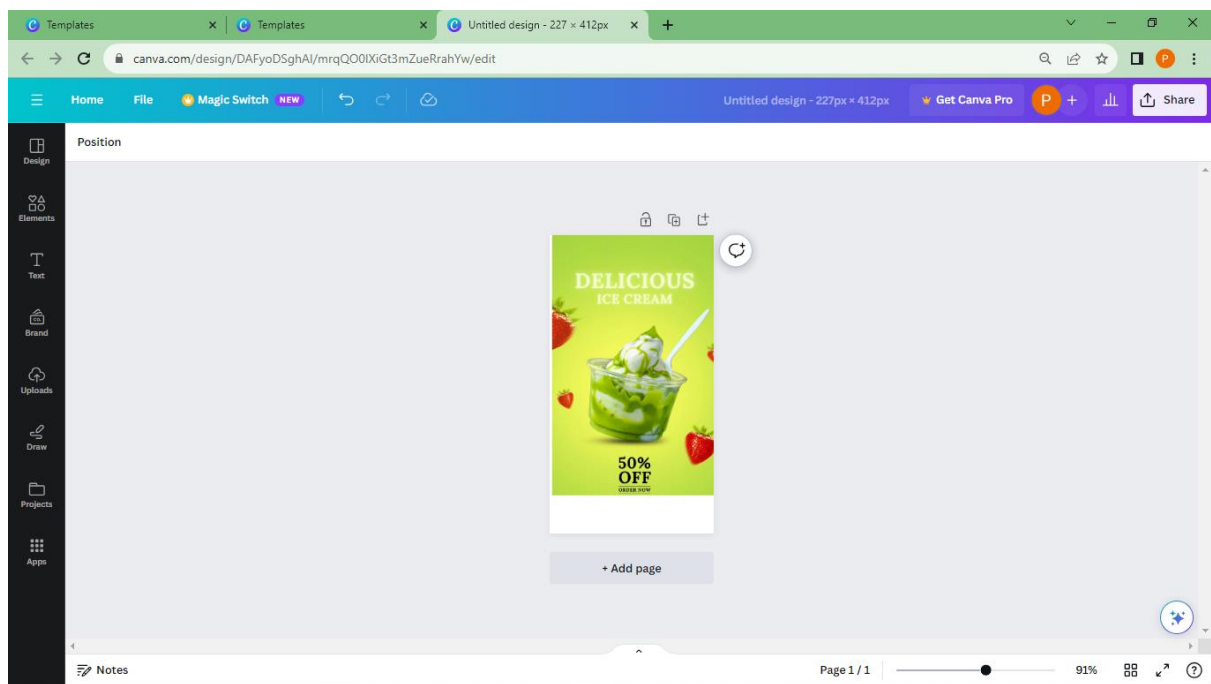 Templates
Templates
Untitled design - 227 × 412px
canva.com/design/DAFyoDSghAI/mrqQO0IXiGt3mZueRrahYw/edit
P
Home
File
Magic Switch
NEW
Untitled design - 227px × 412px
Get Canva Pro
P
+
Share
Position
Design
Elements
Text
CO.
Brand
Uploads
Draw
Projects
Apps
DELICIOUS
ICE CREAM
50%
OFF
ORDER NOW
+ Add page
Notes
Page 1 / 1
91%